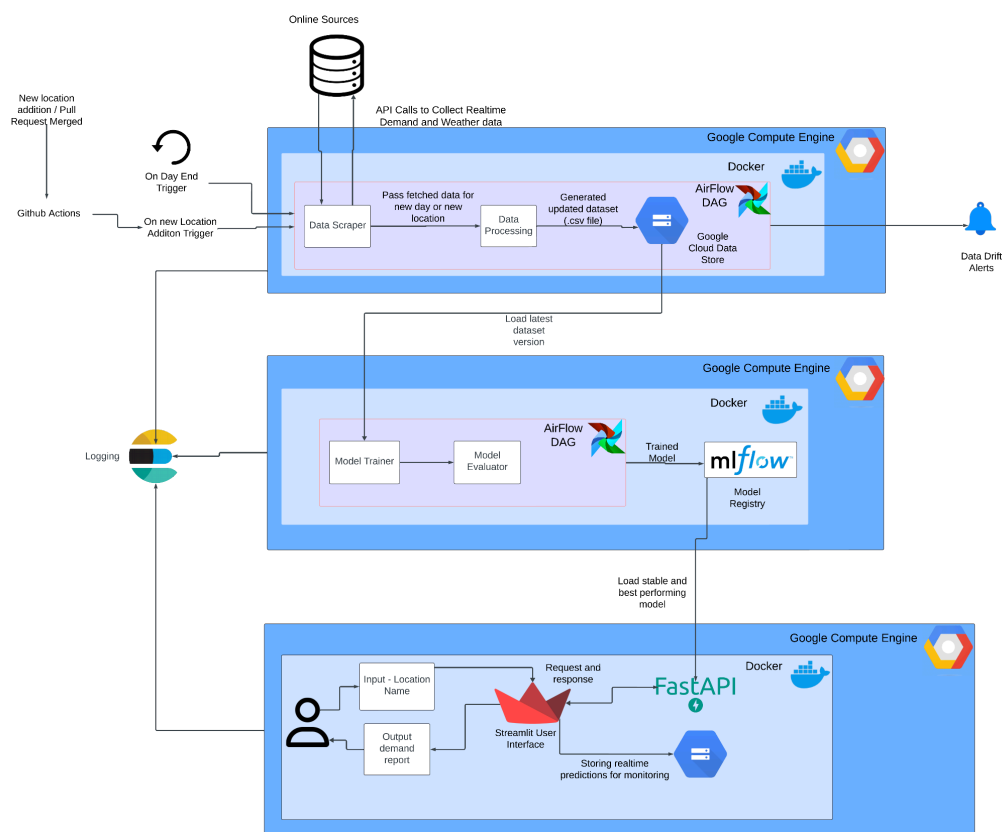 Online Sources
New location
addition / Pull
Request Merged
API Calls to Collect Realtime
Demand and Weather data
Google Compute Engine
Docker
On Day End
Trigger
AirFlow
DAG
Github Actions
On new Location
Additon Trigger
Data Scraper
Pass fetched data for
new day or new
location
Data
Processing
Generated
updated dataset
(.csv file)
Google
Cloud Data
Store
Data Drift
Alerts
Load latest
dataset
version
Google Compute Engine
Docker
AirFlow
DAG
Logging
Model Trainer
Model
Evaluator
Trained
Model
mlflow
Model
Registry
Load stable and
best performing
model
Google Compute Engine
Docker
Input - Location
Name
Request and
response
FastAPI
Streamlit User
Interface
Output
demand
report
Storing realtime
predictions for monitoring